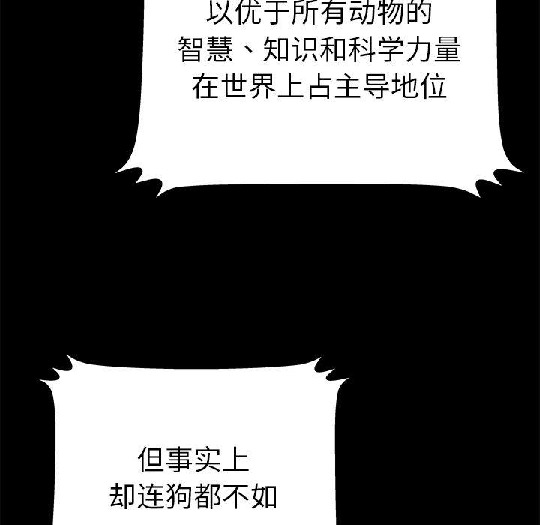 以优于所有动物的
智慧、知识和科学力量
在世界上占主导地位
但事实上
却连狗都不如